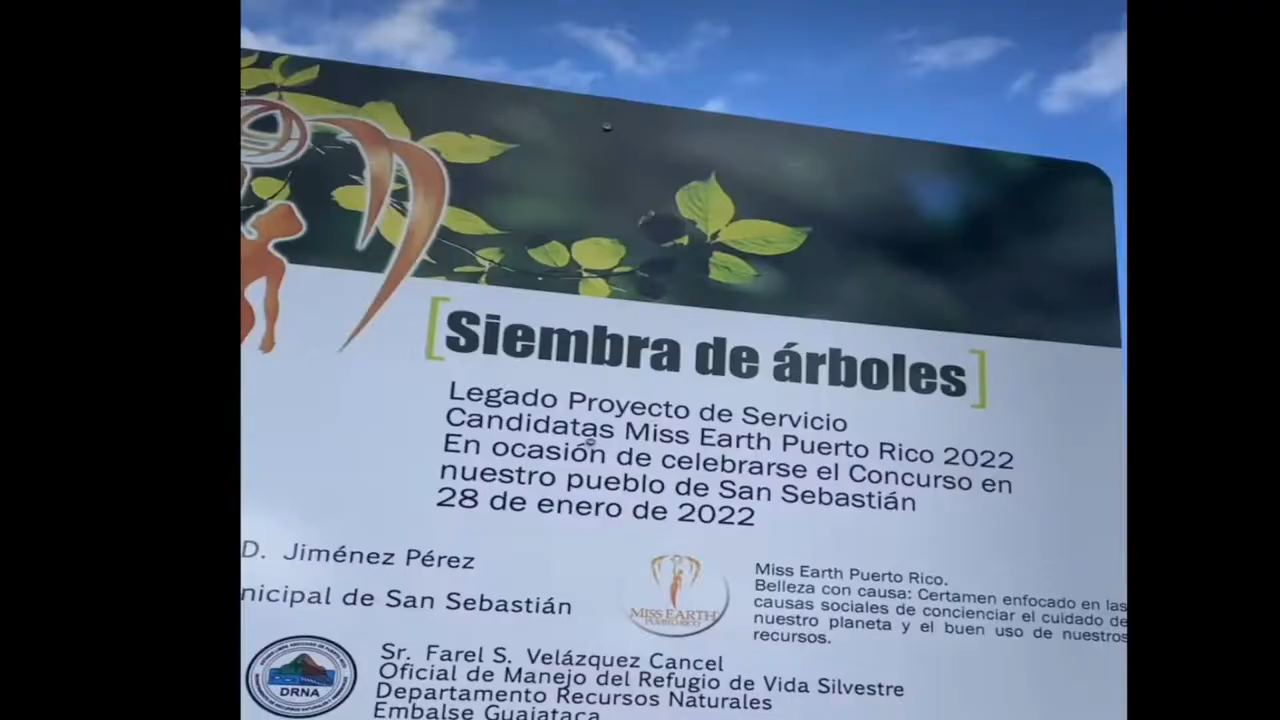 [Siembra de árboles]
Legado Proyecto de Servicio
Candidatas Miss Earth Puerto Rico 2022
En ocasión de celebrarse el Concurso en
nuestro pueblo de San Sebastián
28 de enero de 2022
D. Jiménez Pérez
nicipal de San Sebastián
MISS EARTH
PUERTO RICO
Miss Earth Puerto Rico.
Belleza con causa: Certamen enfocado en las
causas sociales de concienciar el cuidado de
nuestro planeta y el buen uso de nuestros
recursos.
DRNA
Sr. Farel S. Velázquez Cancel
Oficial de Manejo del Refugio de Vida Silvestre
Departamento Recursos Naturales
Embalse Guajataca